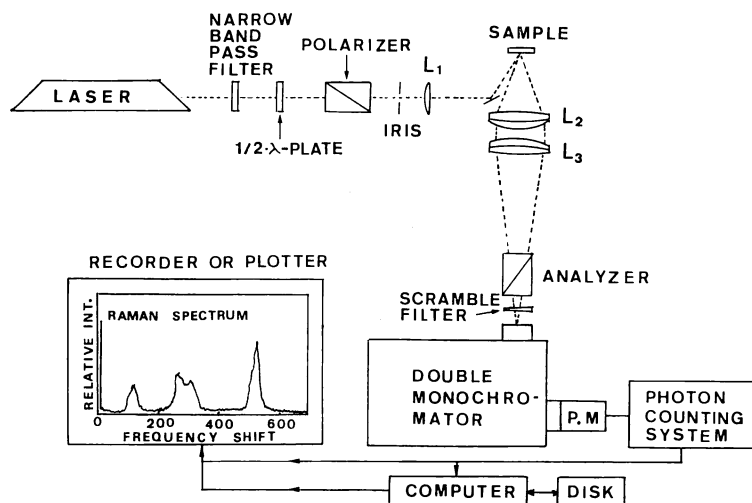 NARROW
BAND
PASS
FILTER
POLARIZER
L₁
SAMPLE
LASER
IRIS
1/2·λ-PLATE
L₂
L₃
ANALYZER
SCRAMBLE
FILTER
RECORDER OR PLOTTER
RELATIVE INT.
RAMAN SPECTRUM
0 200 400 600
FREQUENCY SHIFT
DOUBLE
MONOCHRO-
MATOR
P.M
PHOTON
COUNTING
SYSTEM
COMPUTER
DISK